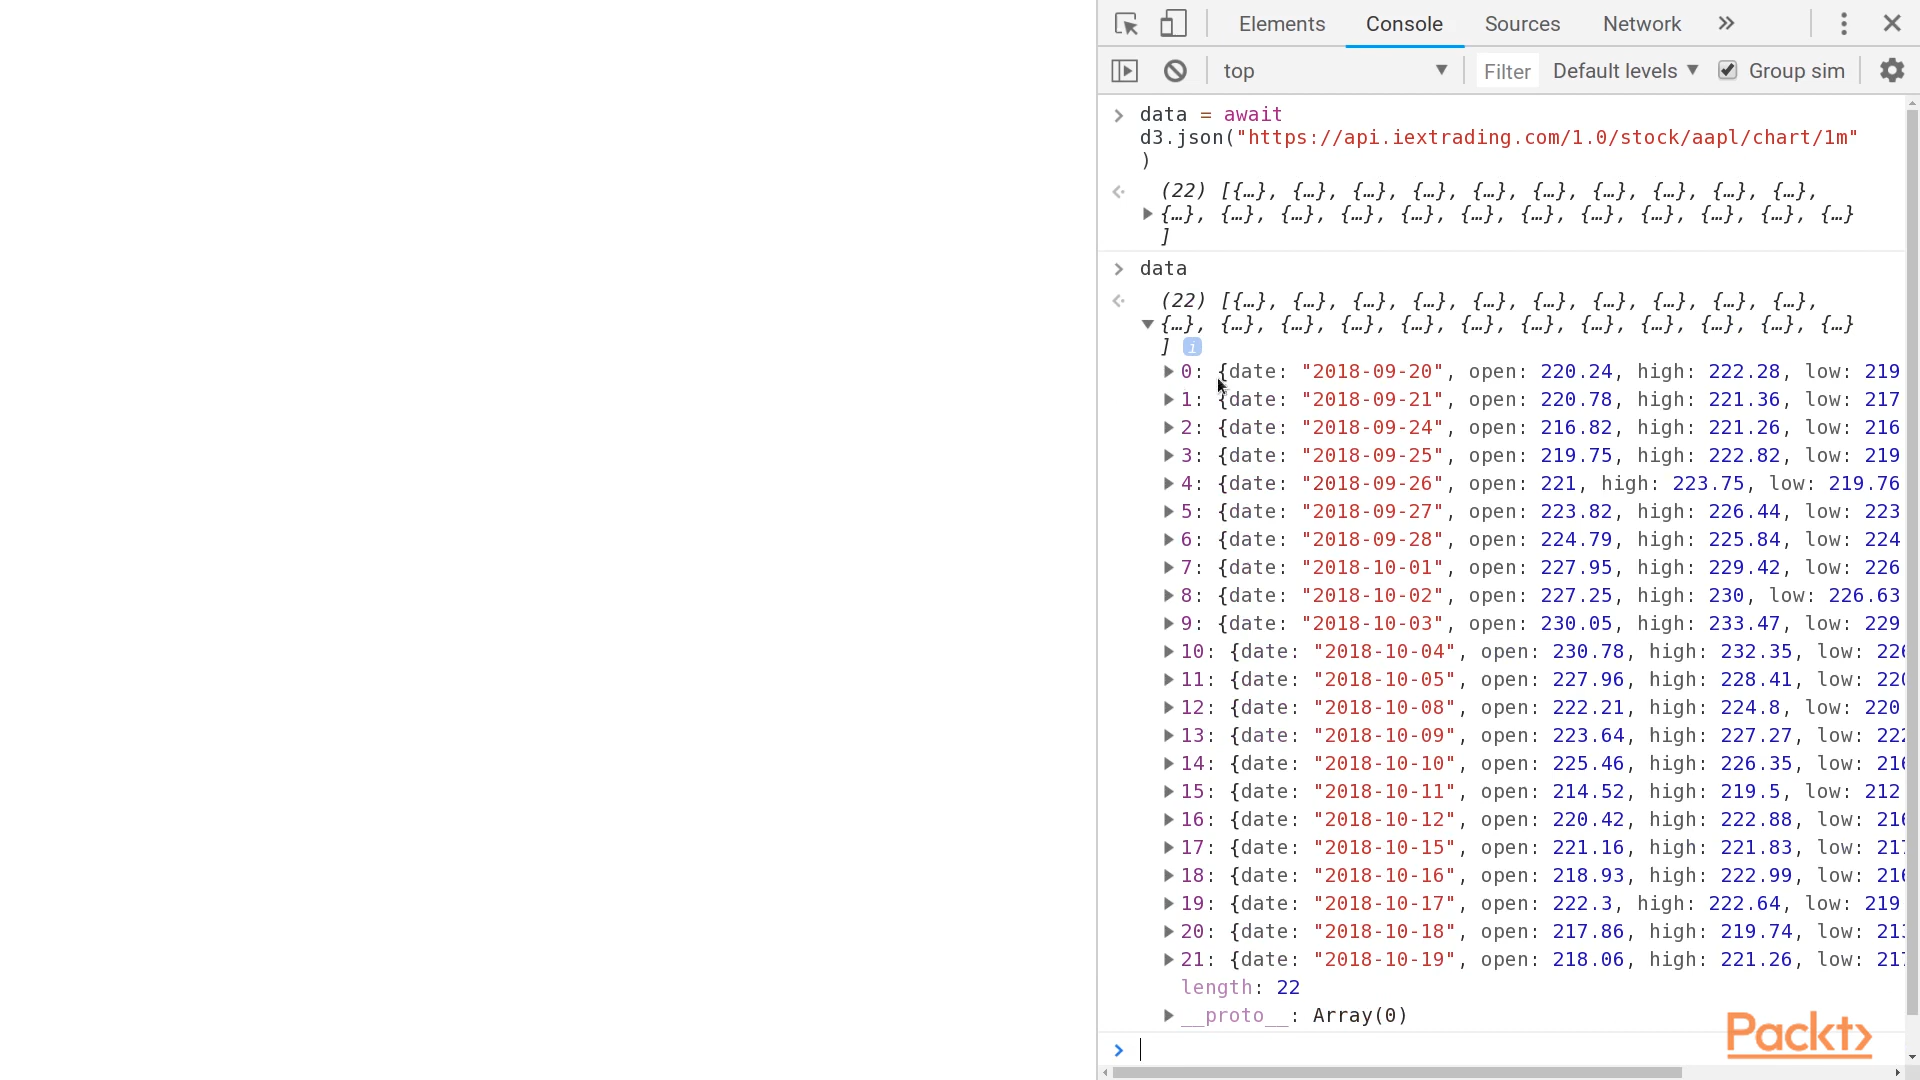 Elements Console Sources Network »
top Filter Default levels Group sim
data = await
d3.json("https://api.iextrading.com/1.0/stock/aapl/chart/1m"
)
(22) [{…}, {…}, {…}, {…}, {…}, {…}, {…}, {…}, {…}, {…},
{…}, {…}, {…}, {…}, {…}, {…}, {…}, {…}, {…}, {…}, {…}, {…}
]
data
(22) [{…}, {…}, {…}, {…}, {…}, {…}, {…}, {…}, {…}, {…},
{…}, {…}, {…}, {…}, {…}, {…}, {…}, {…}, {…}, {…}, {…}, {…}
] i
0: {date: "2018-09-20", open: 220.24, high: 222.28, low: 219
1: {date: "2018-09-21", open: 220.78, high: 221.36, low: 217
2: {date: "2018-09-24", open: 216.82, high: 221.26, low: 216
3: {date: "2018-09-25", open: 219.75, high: 222.82, low: 219
4: {date: "2018-09-26", open: 221, high: 223.75, low: 219.76
5: {date: "2018-09-27", open: 223.82, high: 226.44, low: 223
6: {date: "2018-09-28", open: 224.79, high: 225.84, low: 224
7: {date: "2018-10-01", open: 227.95, high: 229.42, low: 226
8: {date: "2018-10-02", open: 227.25, high: 230, low: 226.63
9: {date: "2018-10-03", open: 230.05, high: 233.47, low: 229
10: {date: "2018-10-04", open: 230.78, high: 232.35, low: 226
11: {date: "2018-10-05", open: 227.96, high: 228.41, low: 220
12: {date: "2018-10-08", open: 222.21, high: 224.8, low: 220
13: {date: "2018-10-09", open: 223.64, high: 227.27, low: 222
14: {date: "2018-10-10", open: 225.46, high: 226.35, low: 216
15: {date: "2018-10-11", open: 214.52, high: 219.5, low: 212
16: {date: "2018-10-12", open: 220.42, high: 222.88, low: 216
17: {date: "2018-10-15", open: 221.16, high: 221.83, low: 217
18: {date: "2018-10-16", open: 218.93, high: 222.99, low: 216
19: {date: "2018-10-17", open: 222.3, high: 222.64, low: 219
20: {date: "2018-10-18", open: 217.86, high: 219.74, low: 213
21: {date: "2018-10-19", open: 218.06, high: 221.26, low: 217
length: 22
__proto__: Array(0)
Packt>